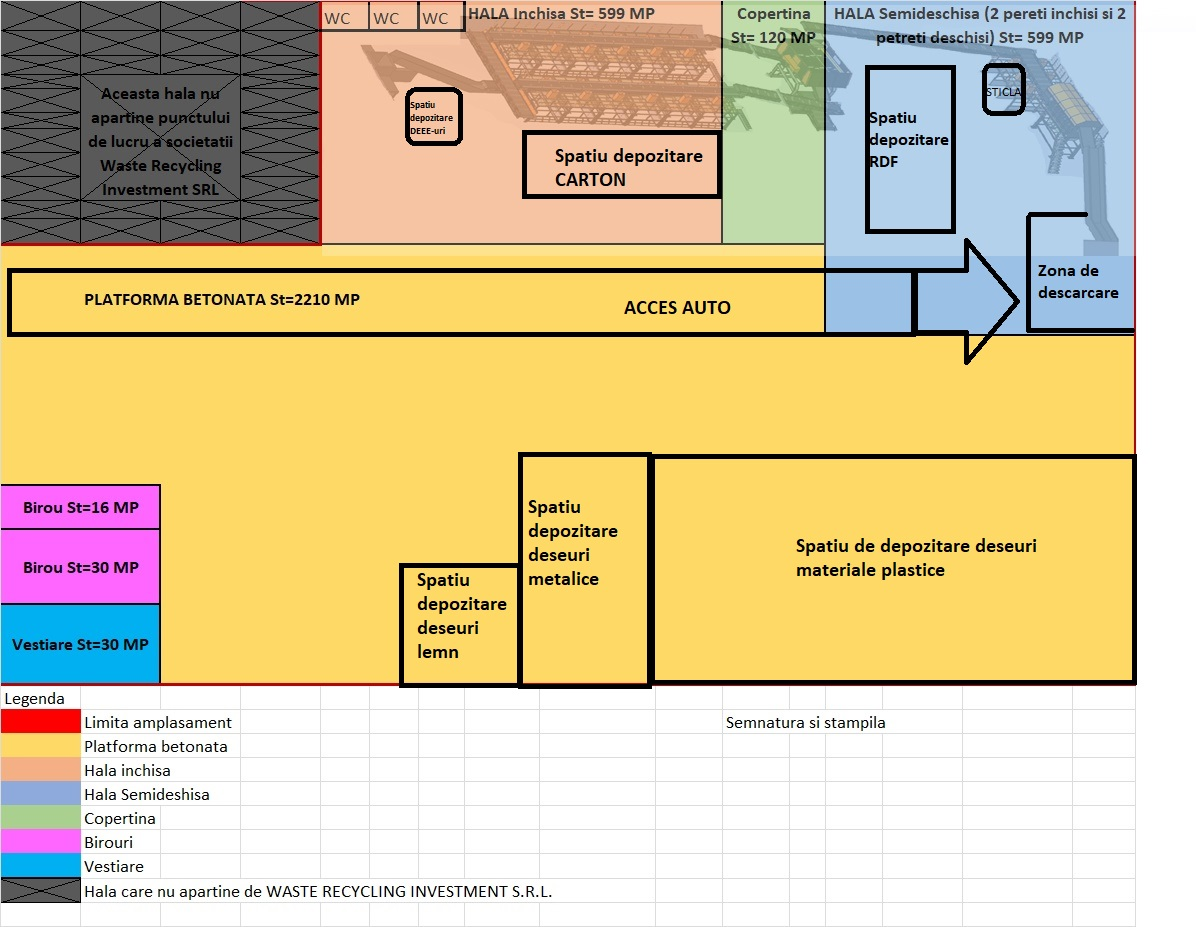 WC WC WC
HALA Inchisa St= 599 MP
Copertina
St= 120 MP
HALA Semideschisa (2 pereti inchisi si 2
petreti deschisi) St= 599 MP
Aceasta hala nu
apartine punctului
de lucru a societatii
Waste Recycling
Investment SRL
Spatiu
depozitare
DEEE-uri
Spatiu depozitare
CARTON
Spatiu
depozitare
RDF
STICLA
Zona de
descarcare
PLATFORMA BETONATA St=2210 MP
ACCES AUTO
Birou St=16 MP
Birou St=30 MP
Vestiare St=30 MP
Spatiu
depozitare
deseuri
lemn
Spatiu
depozitare
deseuri
metalice
Spatiu de depozitare deseuri
materiale plastice
Legenda
Limita amplasament
Platforma betonata
Hala inchisa
Hala Semideshisa
Copertina
Birouri
Vestiare
Hala care nu apartine de WASTE RECYCLING INVESTMENT S.R.L.
Semnatura si stampila